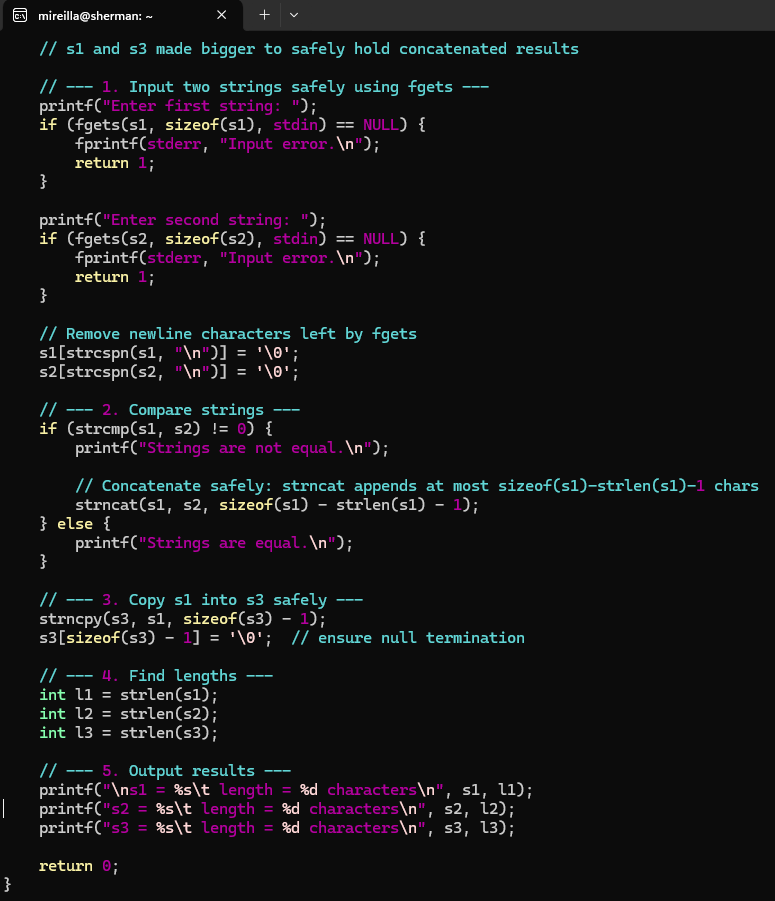 mireilla@sherman: ~
    // s1 and s3 made bigger to safely hold concatenated results

    // --- 1. Input two strings safely using fgets ---
    printf("Enter first string: ");
    if (fgets(s1, sizeof(s1), stdin) == NULL) {
        fprintf(stderr, "Input error.\n");
        return 1;
    }

    printf("Enter second string: ");
    if (fgets(s2, sizeof(s2), stdin) == NULL) {
        fprintf(stderr, "Input error.\n");
        return 1;
    }

    // Remove newline characters left by fgets
    s1[strcspn(s1, "\n")] = '\0';
    s2[strcspn(s2, "\n")] = '\0';

    // --- 2. Compare strings ---
    if (strcmp(s1, s2) != 0) {
        printf("Strings are not equal.\n");

        // Concatenate safely: strncat appends at most sizeof(s1)-strlen(s1)-1 chars
        strncat(s1, s2, sizeof(s1) - strlen(s1) - 1);
    } else {
        printf("Strings are equal.\n");
    }

    // --- 3. Copy s1 into s3 safely ---
    strncpy(s3, s1, sizeof(s3) - 1);
    s3[sizeof(s3) - 1] = '\0';  // ensure null termination

    // --- 4. Find lengths ---
    int l1 = strlen(s1);
    int l2 = strlen(s2);
    int l3 = strlen(s3);

    // --- 5. Output results ---
    printf("\ns1 = %s\t length = %d characters\n", s1, l1);
    printf("s2 = %s\t length = %d characters\n", s2, l2);
    printf("s3 = %s\t length = %d characters\n", s3, l3);

    return 0;
}